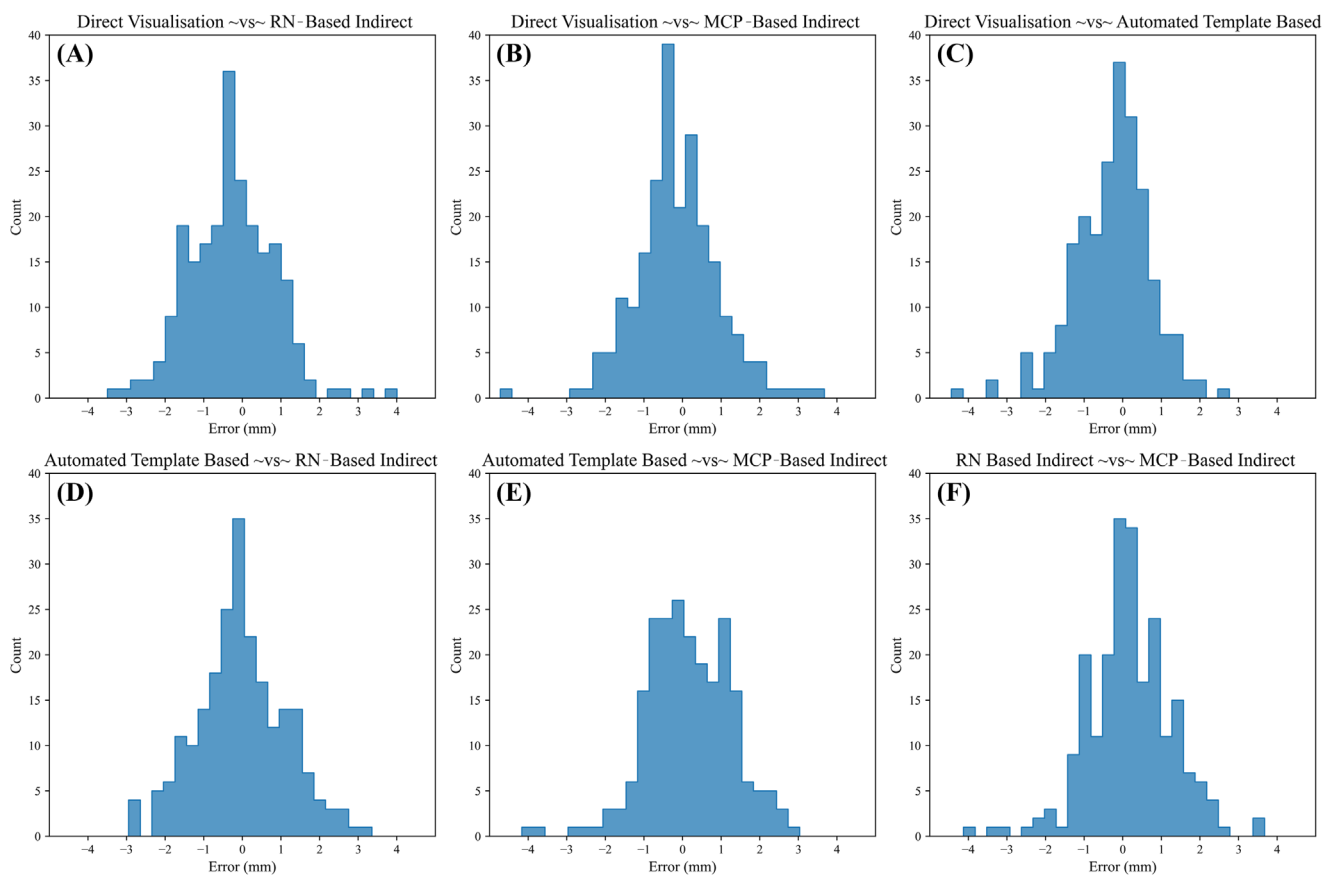 Direct Visualisation ~vs~ RN-Based Indirect
(A)
40
35
30
25
20
15
10
5
0
Count
−4 −3 −2 −1 0 1 2 3 4
Error (mm)
Direct Visualisation ~vs~ MCP-Based Indirect
(B)
40
35
30
25
20
15
10
5
0
Count
−4 −3 −2 −1 0 1 2 3 4
Error (mm)
Direct Visualisation ~vs~ Automated Template Based
(C)
40
35
30
25
20
15
10
5
0
Count
−4 −3 −2 −1 0 1 2 3 4
Error (mm)
Automated Template Based ~vs~ RN-Based Indirect
(D)
40
35
30
25
20
15
10
5
0
Count
−4 −3 −2 −1 0 1 2 3 4
Error (mm)
Automated Template Based ~vs~ MCP-Based Indirect
(E)
40
35
30
25
20
15
10
5
0
Count
−4 −3 −2 −1 0 1 2 3 4
Error (mm)
RN Based Indirect ~vs~ MCP-Based Indirect
(F)
40
35
30
25
20
15
10
5
0
Count
−4 −3 −2 −1 0 1 2 3 4
Error (mm)